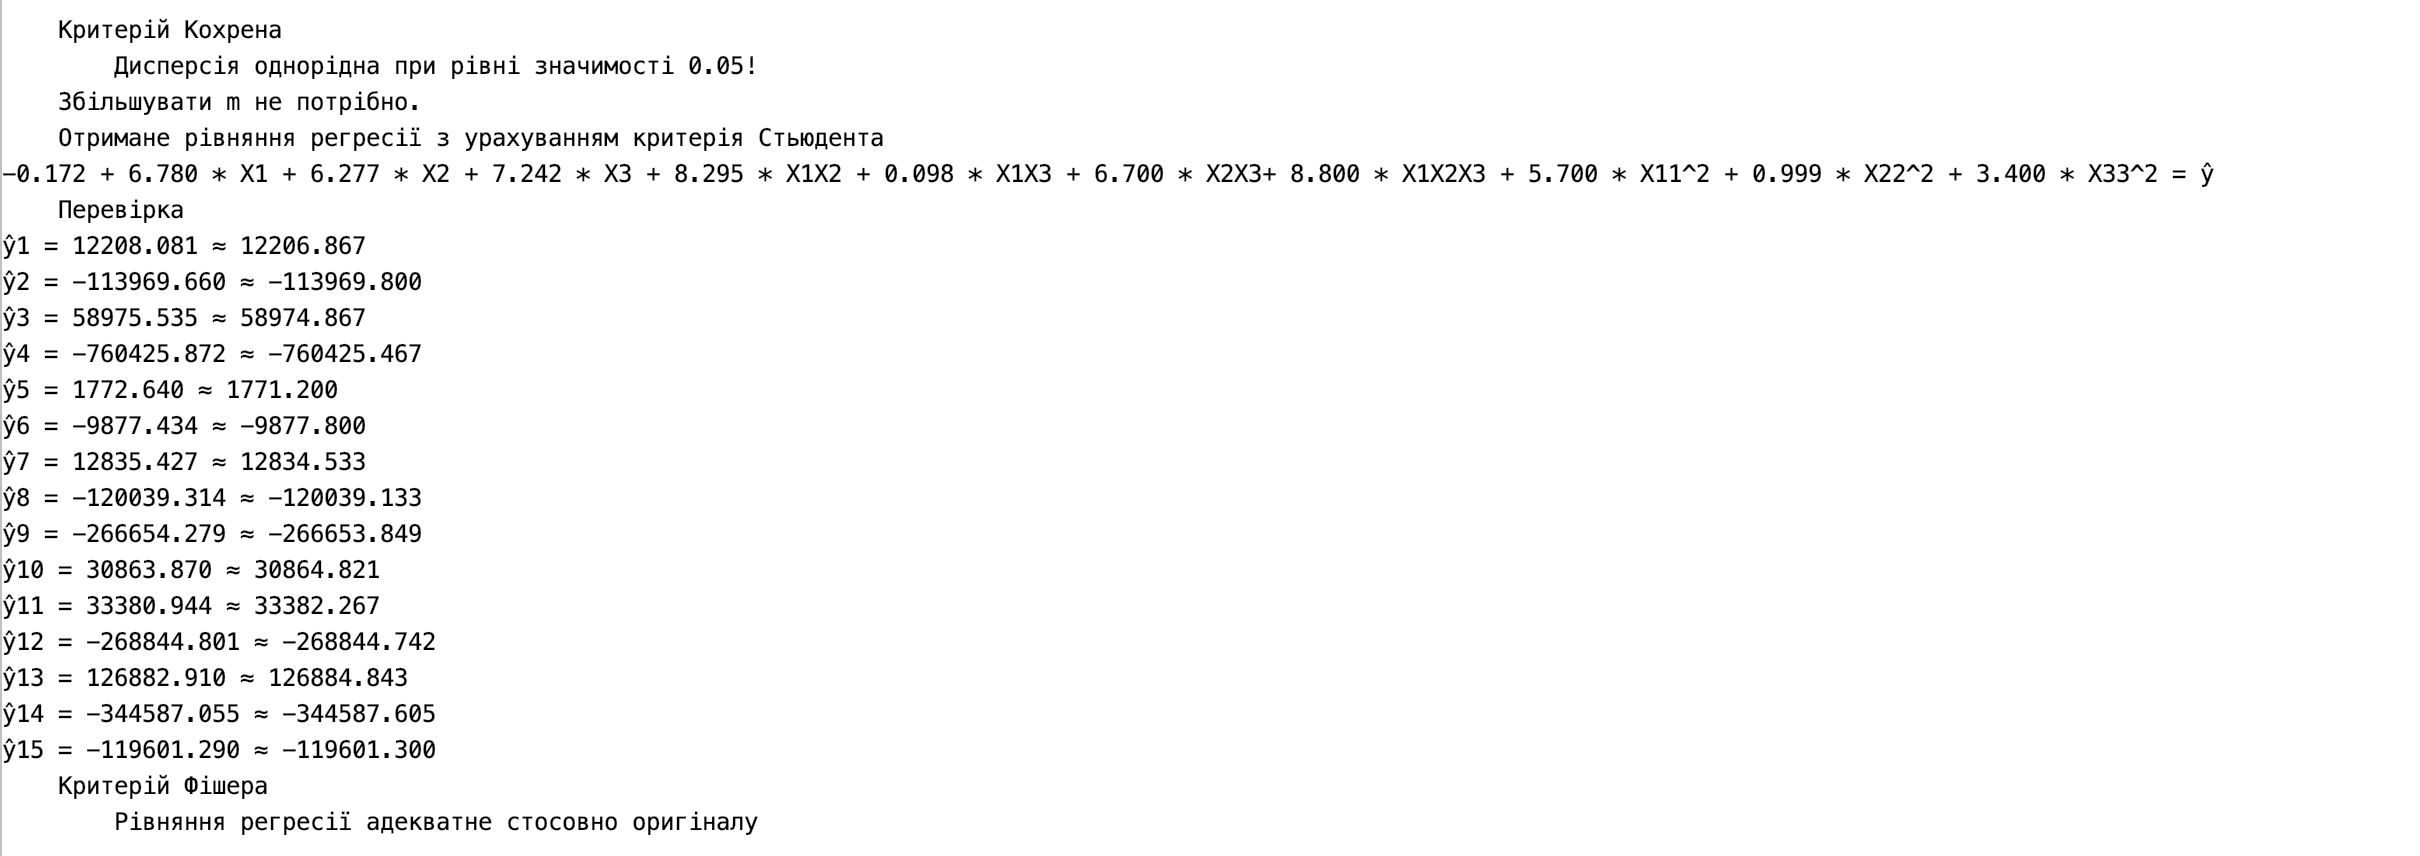 Критерій Кохрена
Дисперсія однорідна при рівні значимості 0.05!
Збільшувати m не потрібно.
Отримане рівняння регресії з урахуванням критерія Стьюдента
−0.172 + 6.780 * X1 + 6.277 * X2 + 7.242 * X3 + 8.295 * X1X2 + 0.098 * X1X3 + 6.700 * X2X3+ 8.800 * X1X2X3 + 5.700 * X11^2 + 0.999 * X22^2 + 3.400 * X33^2 = ŷ
Перевірка
ŷ1 = 12208.081 ≈ 12206.867
ŷ2 = −113969.660 ≈ −113969.800
ŷ3 = 58975.535 ≈ 58974.867
ŷ4 = −760425.872 ≈ −760425.467
ŷ5 = 1772.640 ≈ 1771.200
ŷ6 = −9877.434 ≈ −9877.800
ŷ7 = 12835.427 ≈ 12834.533
ŷ8 = −120039.314 ≈ −120039.133
ŷ9 = −266654.279 ≈ −266653.849
ŷ10 = 30863.870 ≈ 30864.821
ŷ11 = 33380.944 ≈ 33382.267
ŷ12 = −268844.801 ≈ −268844.742
ŷ13 = 126882.910 ≈ 126884.843
ŷ14 = −344587.055 ≈ −344587.605
ŷ15 = −119601.290 ≈ −119601.300
Критерій Фішера
Рівняння регресії адекватне стосовно оригіналу